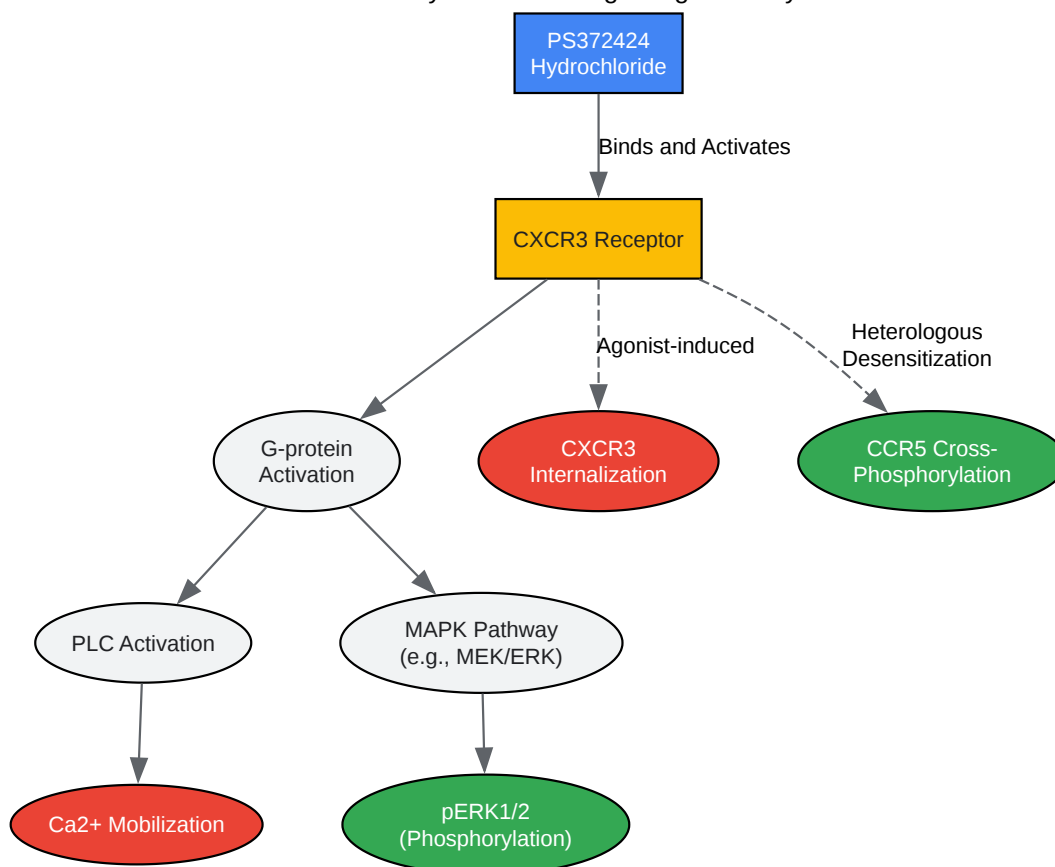 PS372424
Hydrochloride
Binds and Activates
CXCR3 Receptor
Agonist-induced
Heterologous
Desensitization
G-protein
Activation
CXCR3
Internalization
CCR5 Cross-
Phosphorylation
PLC Activation
MAPK Pathway
(e.g., MEK/ERK)
Ca2+ Mobilization
pERK1/2
(Phosphorylation)